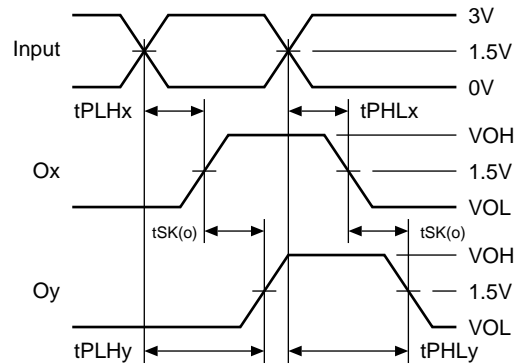 3V
Input 1.5V
0V
tPLHx tPHLx
VOH
Ox 1.5V
VOL
tSK(o) tSK(o)
VOH
Oy 1.5V
VOL
tPLHy tPHLy